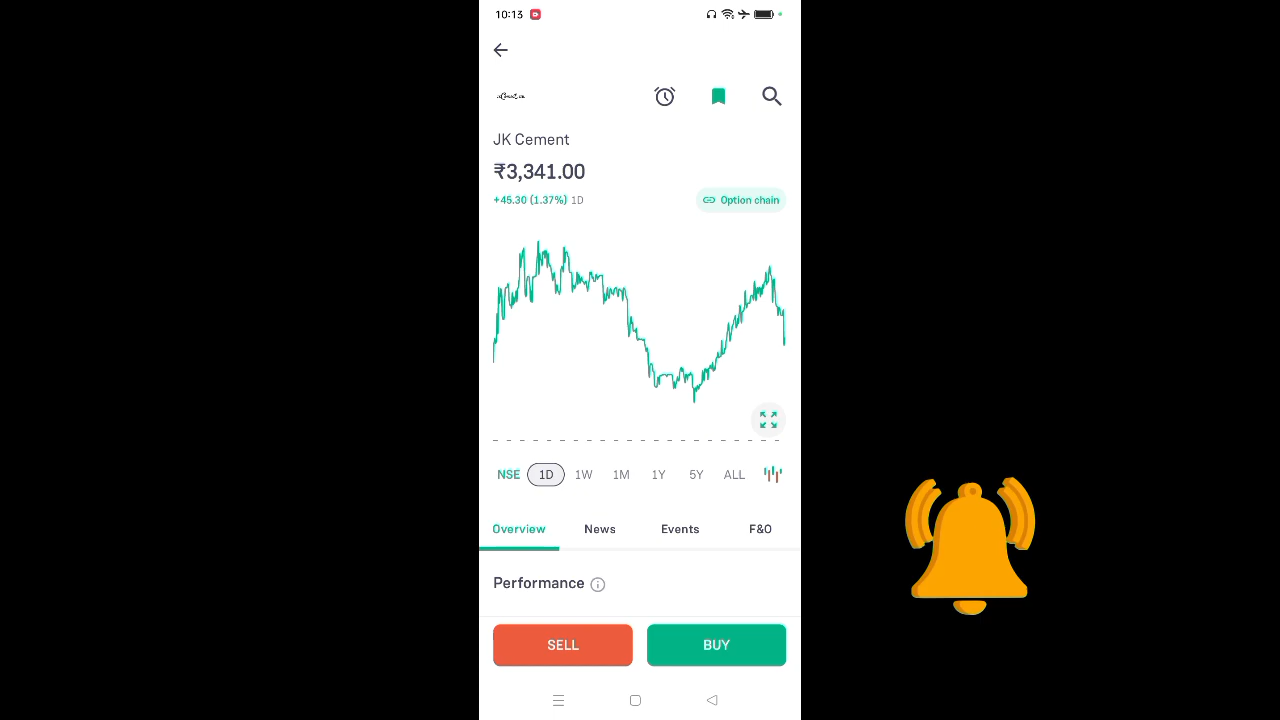 10:13
JK Cement
₹3,341.00
+45.30 (1.37%) 1D
Option chain
NSE 1D 1W 1M 1Y 5Y ALL
Overview News Events F&O
Performance
SELL BUY